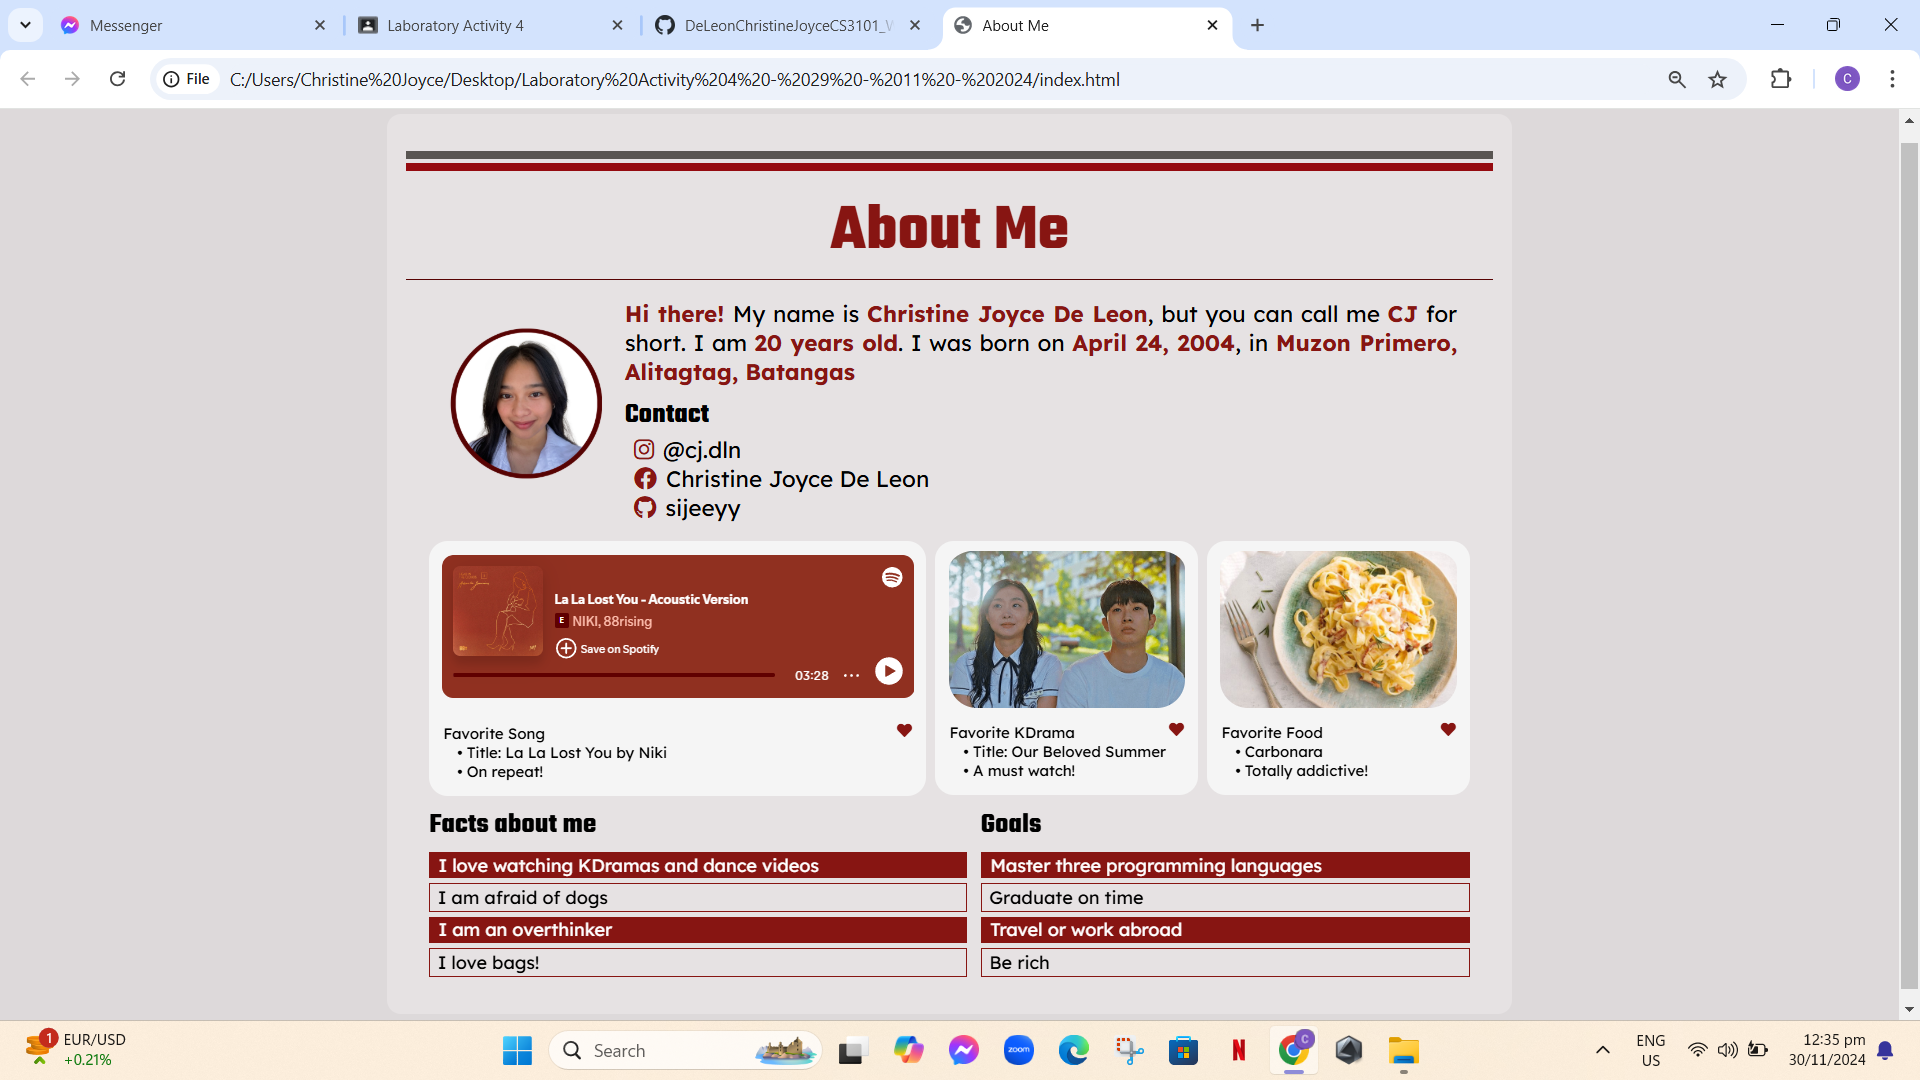 Messenger
Laboratory Activity 4
DeLeonChristineJoyceCS3101_W
About Me
File
C:/Users/Christine%20Joyce/Desktop/Laboratory%20Activity%204%20-%2029%20-%2011%20-%202024/index.html
C
About Me
Hi there! My name is Christine Joyce De Leon, but you can call me CJ for
short. I am 20 years old. I was born on April 24, 2004, in Muzon Primero,
Alitagtag, Batangas
Contact
@cj.dln
Christine Joyce De Leon
sijeeyy
La La Lost You - Acoustic Version
E NIKI, 88rising
Save on Spotify
03:28
Favorite Song
• Title: La La Lost You by Niki
• On repeat!
Favorite KDrama
• Title: Our Beloved Summer
• A must watch!
Favorite Food
• Carbonara
• Totally addictive!
Facts about me
I love watching KDramas and dance videos
I am afraid of dogs
I am an overthinker
I love bags!
Goals
Master three programming languages
Graduate on time
Travel or work abroad
Be rich
1
EUR/USD
+0.21%
Search
zoom
N
C
ENG
US
12:35 pm
30/11/2024